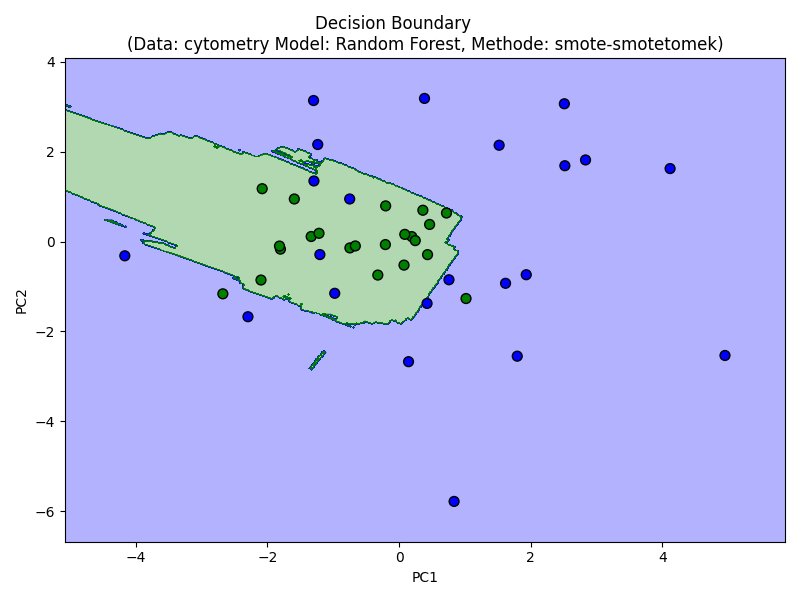 Decision Boundary
(Data: cytometry Model: Random Forest, Methode: smote-smotetomek)
4
2
0
−2
−4
−6
PC2
−4
−2
0
2
4
PC1